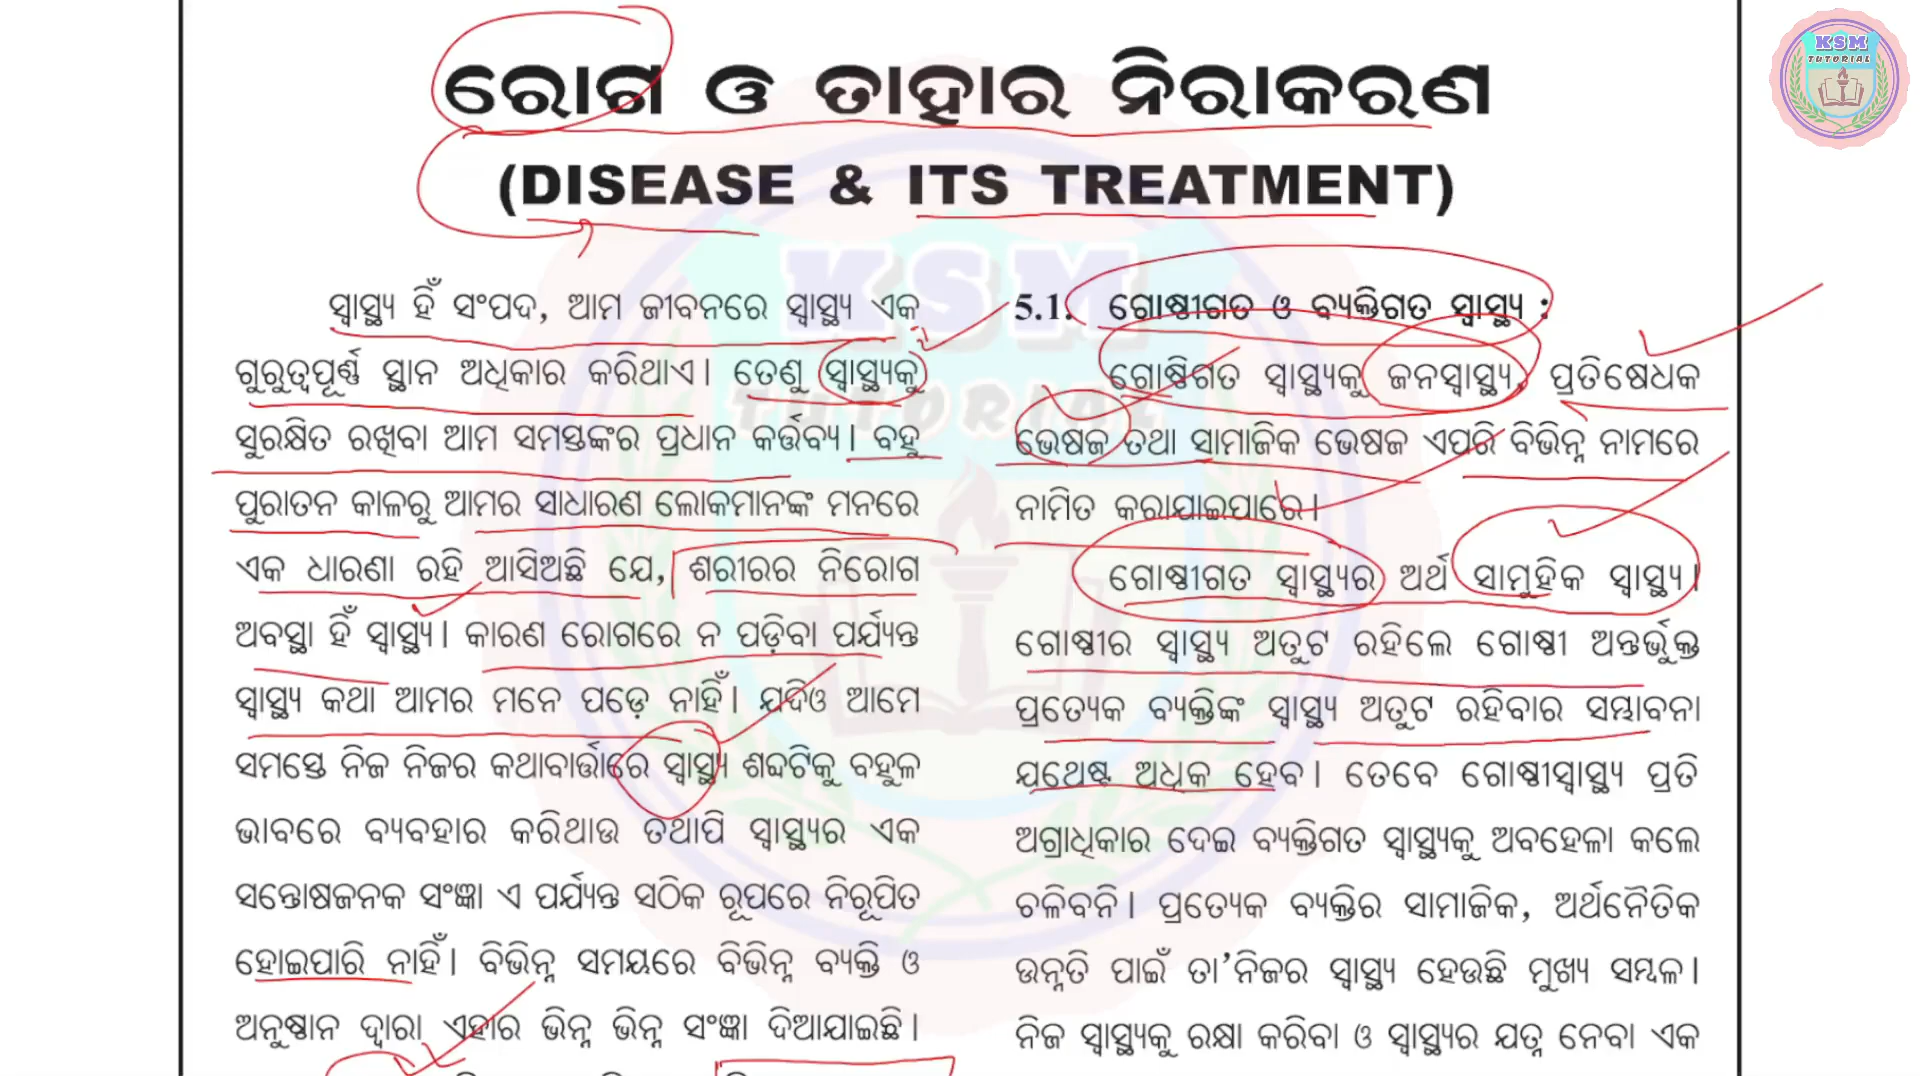 ରୋଗ ଓ ତାହାର ନିରାକରଣ
(DISEASE & ITS TREATMENT)
ସ୍ୱାସ୍ଥ୍ୟ ହିଁ ସଂପଦ, ଆମ ଜୀବନରେ ସ୍ୱାସ୍ଥ୍ୟ ଏକ
ଗୁରୁତ୍ୱପୂର୍ଣ୍ଣ ସ୍ଥାନ ଅଧିକାର କରିଥାଏ। ତେଣୁ ସ୍ୱାସ୍ଥ୍ୟକୁ
ସୁରକ୍ଷିତ ରଖିବା ଆମ ସମସ୍ତଙ୍କର ପ୍ରଧାନ କର୍ତ୍ତବ୍ୟ। ବହୁ
ପୁରାତନ କାଳରୁ ଆମର ସାଧାରଣ ଲୋକମାନଙ୍କ ମନରେ
ଏକ ଧାରଣା ରହି ଆସିଅଛି ଯେ, ଶରୀରର ନିରୋଗ
ଅବସ୍ଥା ହିଁ ସ୍ୱାସ୍ଥ୍ୟ। କାରଣ ରୋଗରେ ନ ପଡ଼ିବା ପର୍ଯ୍ୟନ୍ତ
ସ୍ୱାସ୍ଥ୍ୟ କଥା ଆମର ମନେ ପଡ଼େ ନାହିଁ। ଯଦିଓ ଆମେ
ସମସ୍ତେ ନିଜ ନିଜର କଥାବାର୍ତ୍ତାରେ ସ୍ୱାସ୍ଥ୍ୟ ଶବ୍ଦଟିକୁ ବହୁଳ
ଭାବରେ ବ୍ୟବହାର କରିଥାଉ ତଥାପି ସ୍ୱାସ୍ଥ୍ୟର ଏକ
ସନ୍ତୋଷଜନକ ସଂଜ୍ଞା ଏ ପର୍ଯ୍ୟନ୍ତ ସଠିକ ରୂପରେ ନିରୂପିତ
ହୋଇପାରି ନାହିଁ। ବିଭିନ୍ନ ସମୟରେ ବିଭିନ୍ନ ବ୍ୟକ୍ତି ଓ
ଅନୁଷ୍ଠାନ ଦ୍ୱାରା ଏହାର ଭିନ୍ନ ଭିନ୍ନ ସଂଜ୍ଞା ଦିଆଯାଇଛି।
5.1. ଗୋଷ୍ଠୀଗତ ଓ ବ୍ୟକ୍ତିଗତ ସ୍ୱାସ୍ଥ୍ୟ :
ଗୋଷ୍ଠିଗତ ସ୍ୱାସ୍ଥ୍ୟକୁ ଜନସ୍ୱାସ୍ଥ୍ୟ, ପ୍ରତିଷେଧକ
ଭେଷଜ ତଥା ସାମାଜିକ ଭେଷଜ ଏପରି ବିଭିନ୍ନ ନାମରେ
ନାମିତ କରାଯାଇପାରେ।
ଗୋଷ୍ଠୀଗତ ସ୍ୱାସ୍ଥ୍ୟର ଅର୍ଥ ସାମୁହିକ ସ୍ୱାସ୍ଥ୍ୟ।
ଗୋଷ୍ଠୀର ସ୍ୱାସ୍ଥ୍ୟ ଅତୁଟ ରହିଲେ ଗୋଷ୍ଠୀ ଅନ୍ତର୍ଭୁକ୍ତ
ପ୍ରତ୍ୟେକ ବ୍ୟକ୍ତିଙ୍କ ସ୍ୱାସ୍ଥ୍ୟ ଅତୁଟ ରହିବାର ସମ୍ଭାବନା
ଯଥେଷ୍ଟ ଅଧିକ ହେବ। ତେବେ ଗୋଷ୍ଠୀସ୍ୱାସ୍ଥ୍ୟ ପ୍ରତି
ଅଗ୍ରାଧିକାର ଦେଇ ବ୍ୟକ୍ତିଗତ ସ୍ୱାସ୍ଥ୍ୟକୁ ଅବହେଳା କଲେ
ଚଳିବନି। ପ୍ରତ୍ୟେକ ବ୍ୟକ୍ତିର ସାମାଜିକ, ଅର୍ଥନୈତିକ
ଉନ୍ନତି ପାଇଁ ତା'ନିଜର ସ୍ୱାସ୍ଥ୍ୟ ହେଉଛି ମୁଖ୍ୟ ସମ୍ବଳ।
ନିଜ ସ୍ୱାସ୍ଥ୍ୟକୁ ରକ୍ଷା କରିବା ଓ ସ୍ୱାସ୍ଥ୍ୟର ଯତ୍ନ ନେବା ଏକ
KSM
TUTORIAL
KSM
TUTORIAL